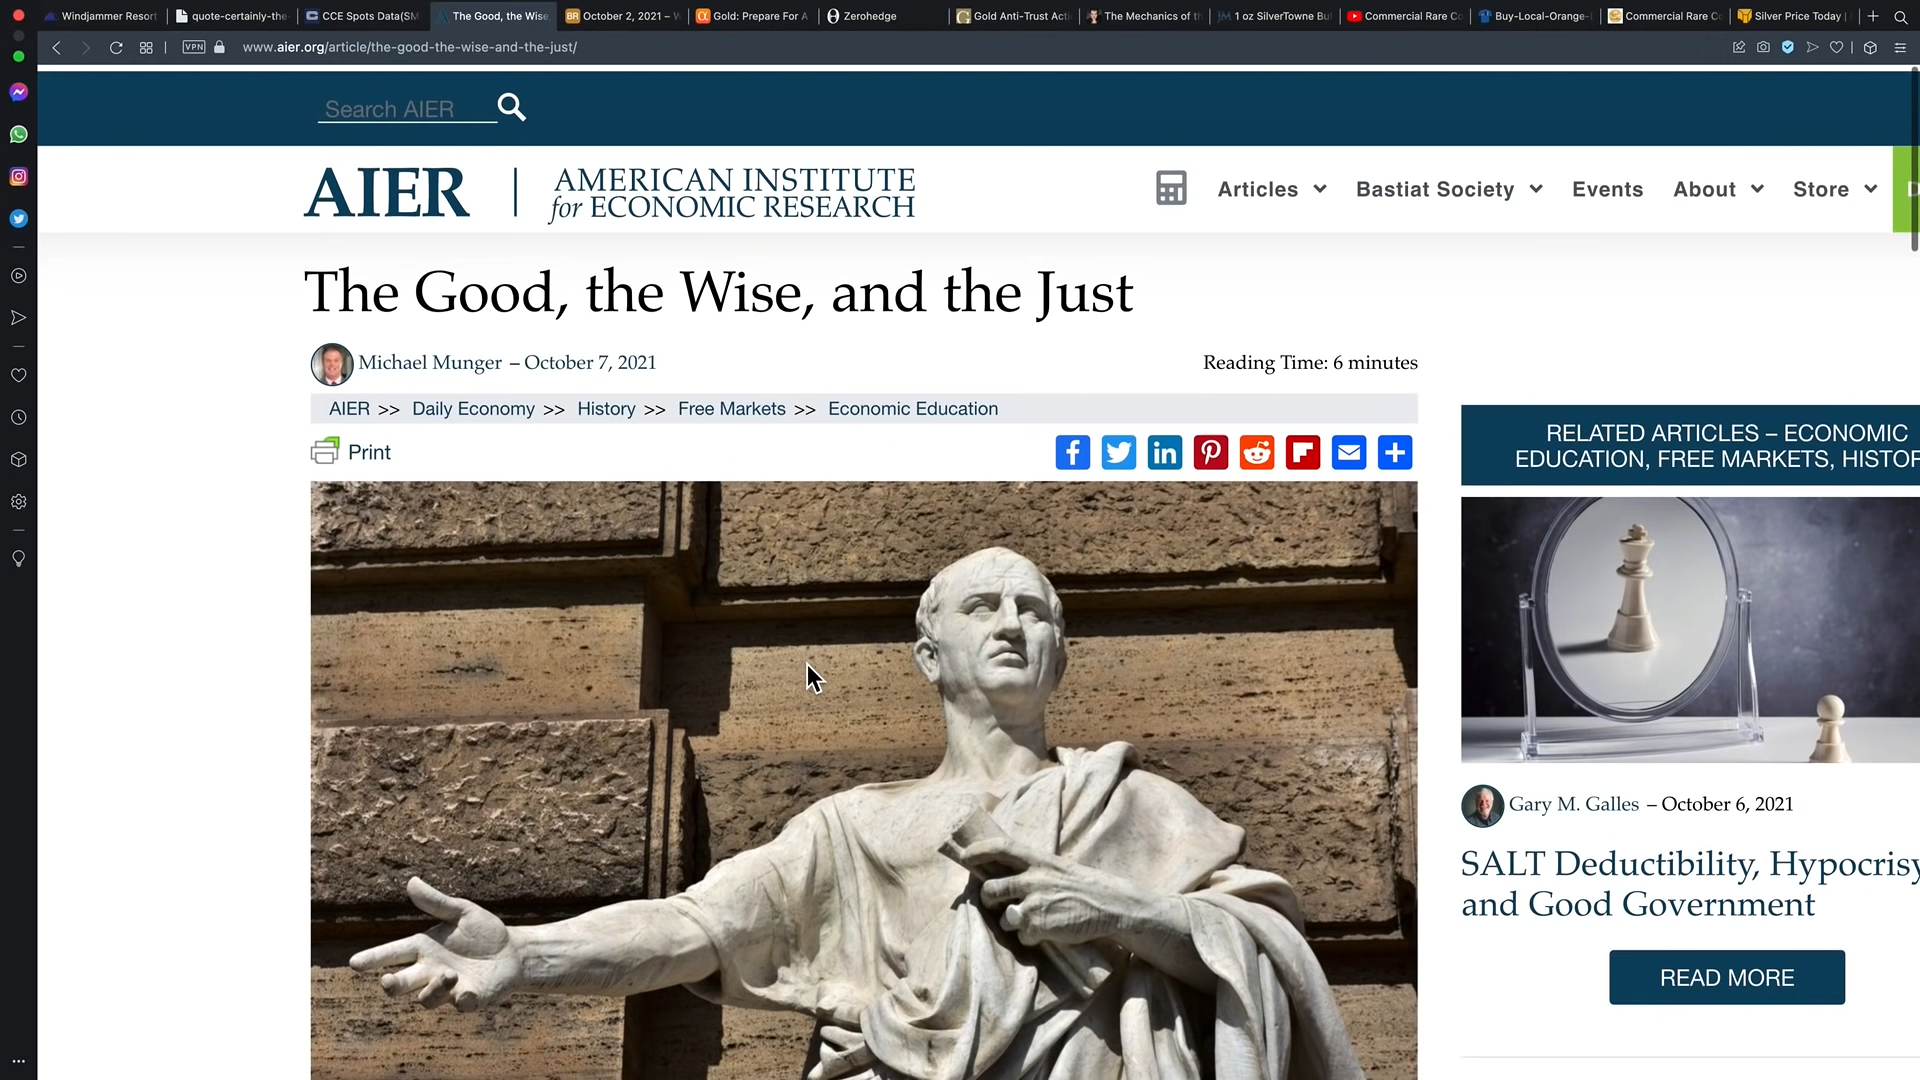 Windjammer Resort
quote-certainly-the-
CCE Spots Data(SM
The Good, the Wise,
October 2, 2021 –
Gold: Prepare For A
Zerohedge
Gold Anti-Trust Acti
The Mechanics of th
1 oz SilverTowne Bu
Commercial Rare Co
Buy-Local-Orange-
Commercial Rare Co
Silver Price Today |
VPN
www.aier.org/article/the-good-the-wise-and-the-just/
Search AIER
AIER
AMERICAN INSTITUTE
for ECONOMIC RESEARCH
Articles
Bastiat Society
Events
About
Store
The Good, the Wise, and the Just
Michael Munger – October 7, 2021
Reading Time: 6 minutes
AIER >> Daily Economy >> History >> Free Markets >> Economic Education
Print
RELATED ARTICLES – ECONOMIC
EDUCATION, FREE MARKETS, HISTOR
Gary M. Galles – October 6, 2021
SALT Deductibility, Hypocrisy
and Good Government
READ MORE